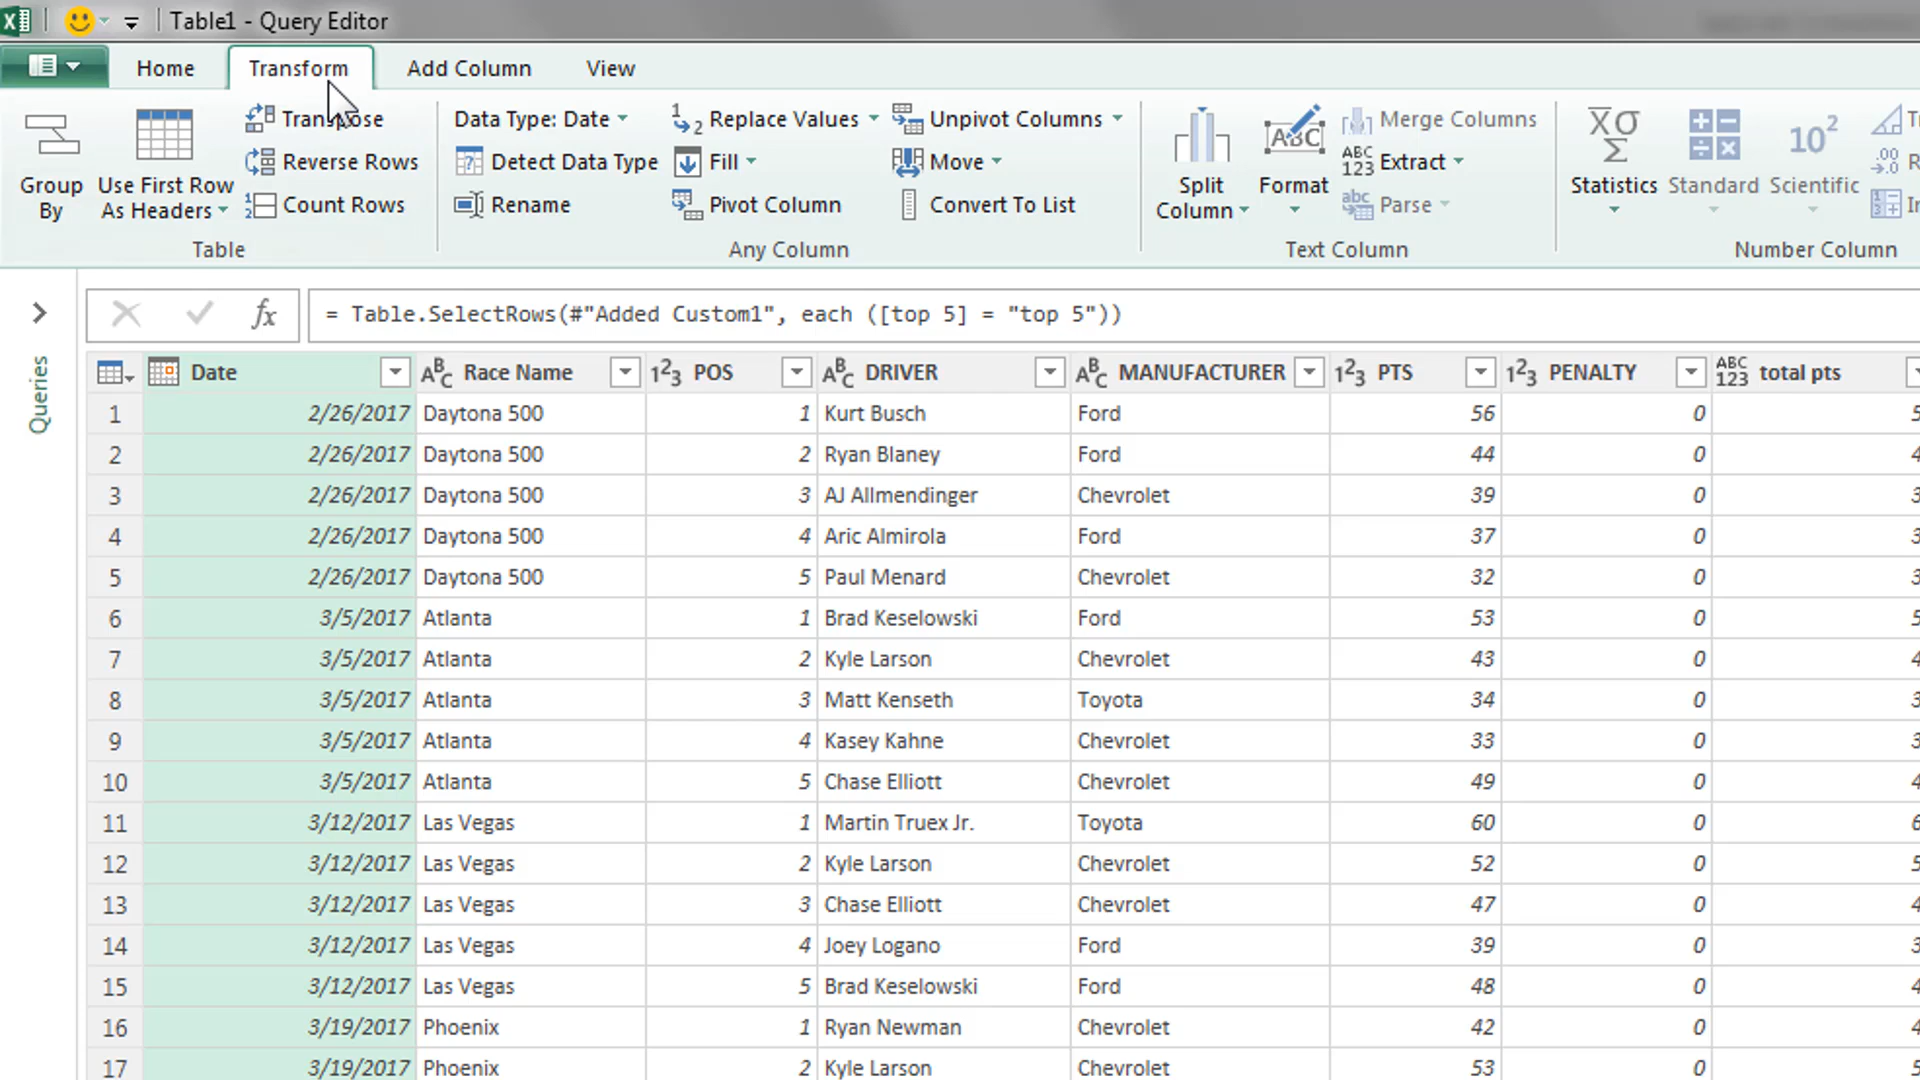 Table1 - Query Editor
Home Transform Add Column View
Group By
Use First Row As Headers
Transpose
Reverse Rows
Count Rows
Table
Data Type: Date
Detect Data Type
Rename
Replace Values
Fill
Pivot Column
Unpivot Columns
Move
Convert To List
Any Column
Split Column
Format
Merge Columns
Extract
Parse
Text Column
Statistics
Standard
Scientific
Number Column
= Table.SelectRows(#"Added Custom1", each ([top 5] = "top 5"))
Queries
Date Race Name POS DRIVER MANUFACTURER PTS PENALTY total pts
1 2/26/2017 Daytona 500 1 Kurt Busch Ford 56 0
2 2/26/2017 Daytona 500 2 Ryan Blaney Ford 44 0
3 2/26/2017 Daytona 500 3 AJ Allmendinger Chevrolet 39 0
4 2/26/2017 Daytona 500 4 Aric Almirola Ford 37 0
5 2/26/2017 Daytona 500 5 Paul Menard Chevrolet 32 0
6 3/5/2017 Atlanta 1 Brad Keselowski Ford 53 0
7 3/5/2017 Atlanta 2 Kyle Larson Chevrolet 43 0
8 3/5/2017 Atlanta 3 Matt Kenseth Toyota 34 0
9 3/5/2017 Atlanta 4 Kasey Kahne Chevrolet 33 0
10 3/5/2017 Atlanta 5 Chase Elliott Chevrolet 49 0
11 3/12/2017 Las Vegas 1 Martin Truex Jr. Toyota 60 0
12 3/12/2017 Las Vegas 2 Kyle Larson Chevrolet 52 0
13 3/12/2017 Las Vegas 3 Chase Elliott Chevrolet 47 0
14 3/12/2017 Las Vegas 4 Joey Logano Ford 39 0
15 3/12/2017 Las Vegas 5 Brad Keselowski Ford 48 0
16 3/19/2017 Phoenix 1 Ryan Newman Chevrolet 42 0
17 3/19/2017 Phoenix 2 Kyle Larson Chevrolet 53 0